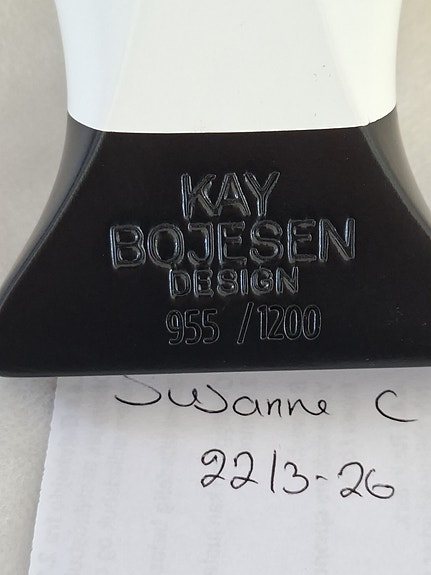 KAY
BOJESEN
DESIGN
955 /1200
Susanne C
22/3-26